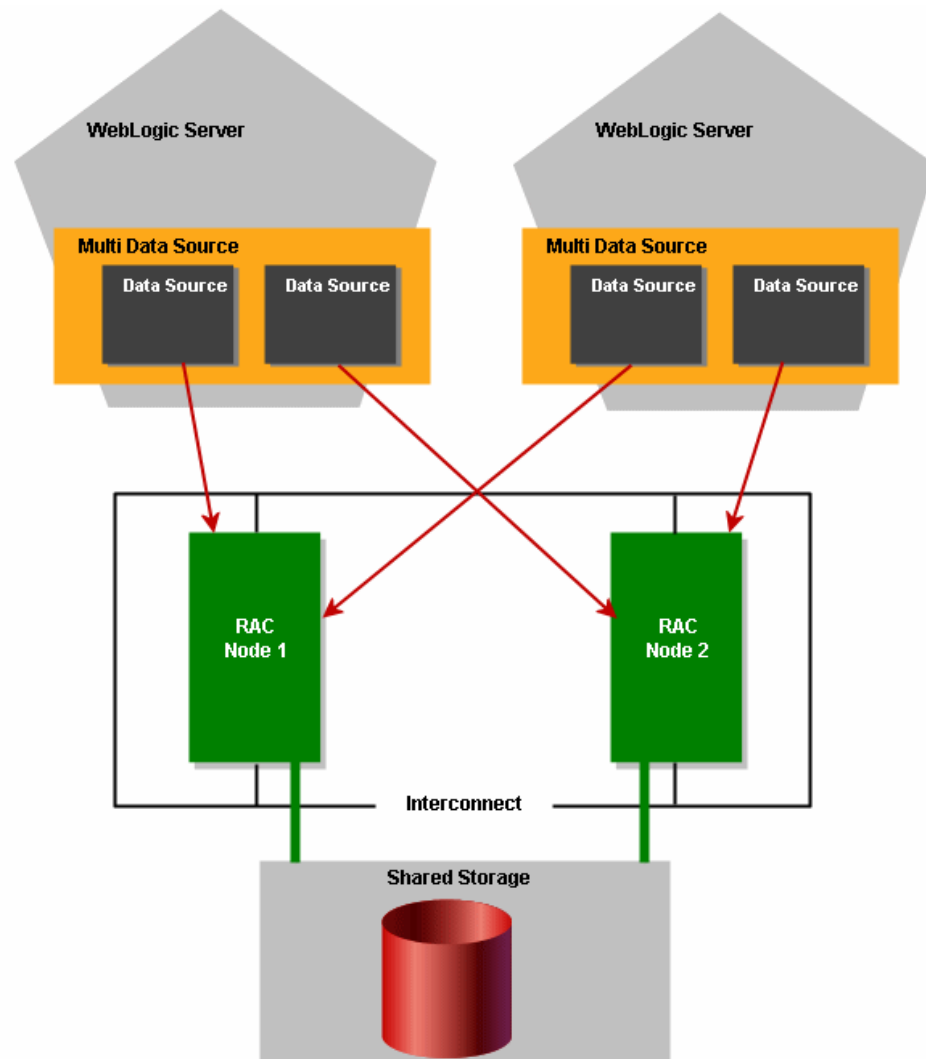 WebLogic Server
WebLogic Server
Multi Data Source
Multi Data Source
Data Source
Data Source
Data Source
Data Source
RAC
Node 1
RAC
Node 2
Interconnect
Shared Storage